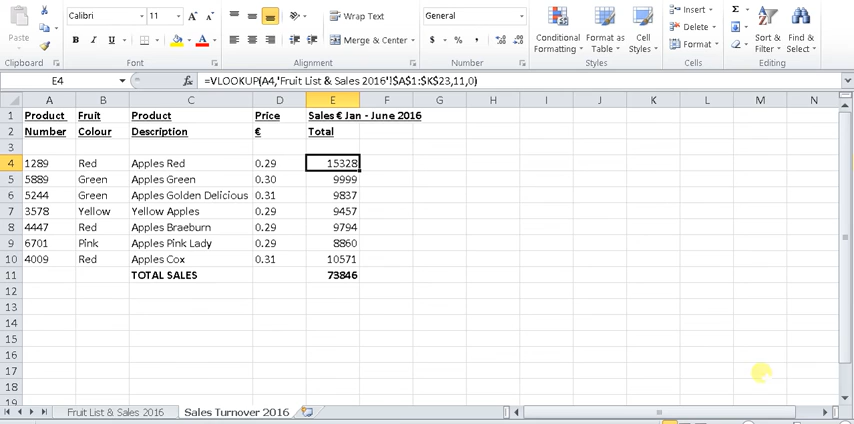 Calibri 11 A A Wrap Text General Insert Σ
Paste B I U A Merge & Center $ % , Conditional Formatting Format as Table Cell Styles Delete Format Sort & Filter Find & Select
Clipboard Font Alignment Number Styles Cells Editing
E4 fx =VLOOKUP(A4,'Fruit List & Sales 2016'!$A$1:$K$23,11,0)
A B C D E F G H I J K L M N
1 Product Fruit Product Price Sales € Jan - June 2016
2 Number Colour Description € Total
3
4 1289 Red Apples Red 0.29 15328
5 5889 Green Apples Green 0.30 9999
6 5244 Green Apples Golden Delicious 0.31 9837
7 3578 Yellow Yellow Apples 0.29 9457
8 4447 Red Apples Braeburn 0.29 9794
9 6701 Pink Apples Pink Lady 0.29 8860
10 4009 Red Apples Cox 0.31 10571
11 TOTAL SALES 73846
12
13
14
15
16
17
18
19
Fruit List & Sales 2016 Sales Turnover 2016